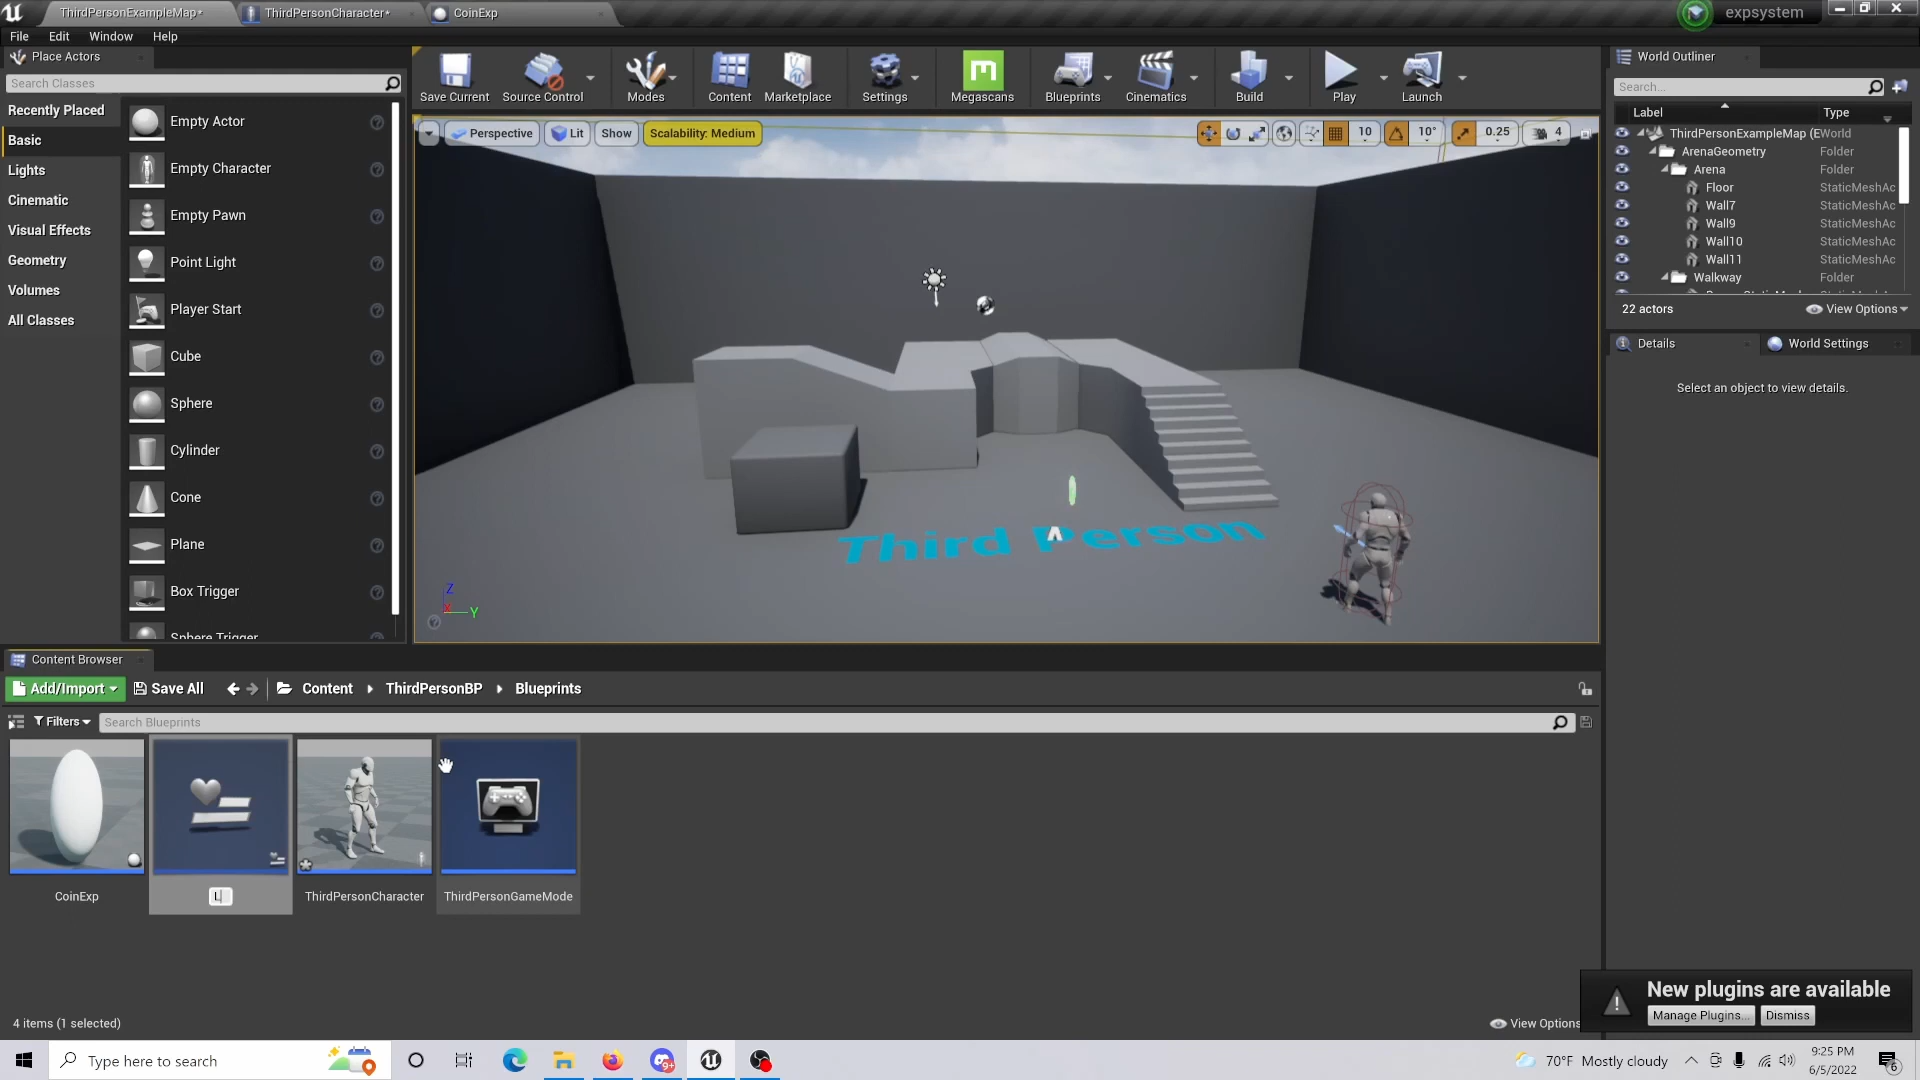 ThirdPersonExampleMap*
ThirdPersonCharacter*
CoinExp
expsystem
File Edit Window Help
Place Actors
Search Classes
Recently Placed
Basic
Lights
Cinematic
Visual Effects
Geometry
Volumes
All Classes
Empty Actor
Empty Character
Empty Pawn
Point Light
Player Start
Cube
Sphere
Cylinder
Cone
Plane
Box Trigger
Sphere Trigger
Save Current
Source Control
Modes
Content
Marketplace
Settings
Megascans
Blueprints
Cinematics
Build
Play
Launch
Perspective Lit Show Scalability: Medium
10 10° 0.25 4
Third Person
Z
X
Y
World Outliner
Search...
Label Type
ThirdPersonExampleMap (E World
ArenaGeometry Folder
Arena Folder
Floor StaticMeshAc
Wall7 StaticMeshAc
Wall9 StaticMeshAc
Wall10 StaticMeshAc
Wall11 StaticMeshAc
Walkway Folder
22 actors View Options
Details World Settings
Select an object to view details.
Content Browser
Add/Import Save All Content ThirdPersonBP Blueprints
Filters Search Blueprints
CoinExp
L
ThirdPersonCharacter
ThirdPersonGameMode
4 items (1 selected)
View Options
New plugins are available
Manage Plugins... Dismiss
Type here to search
9+
70°F Mostly cloudy
9:25 PM
6/5/2022
6